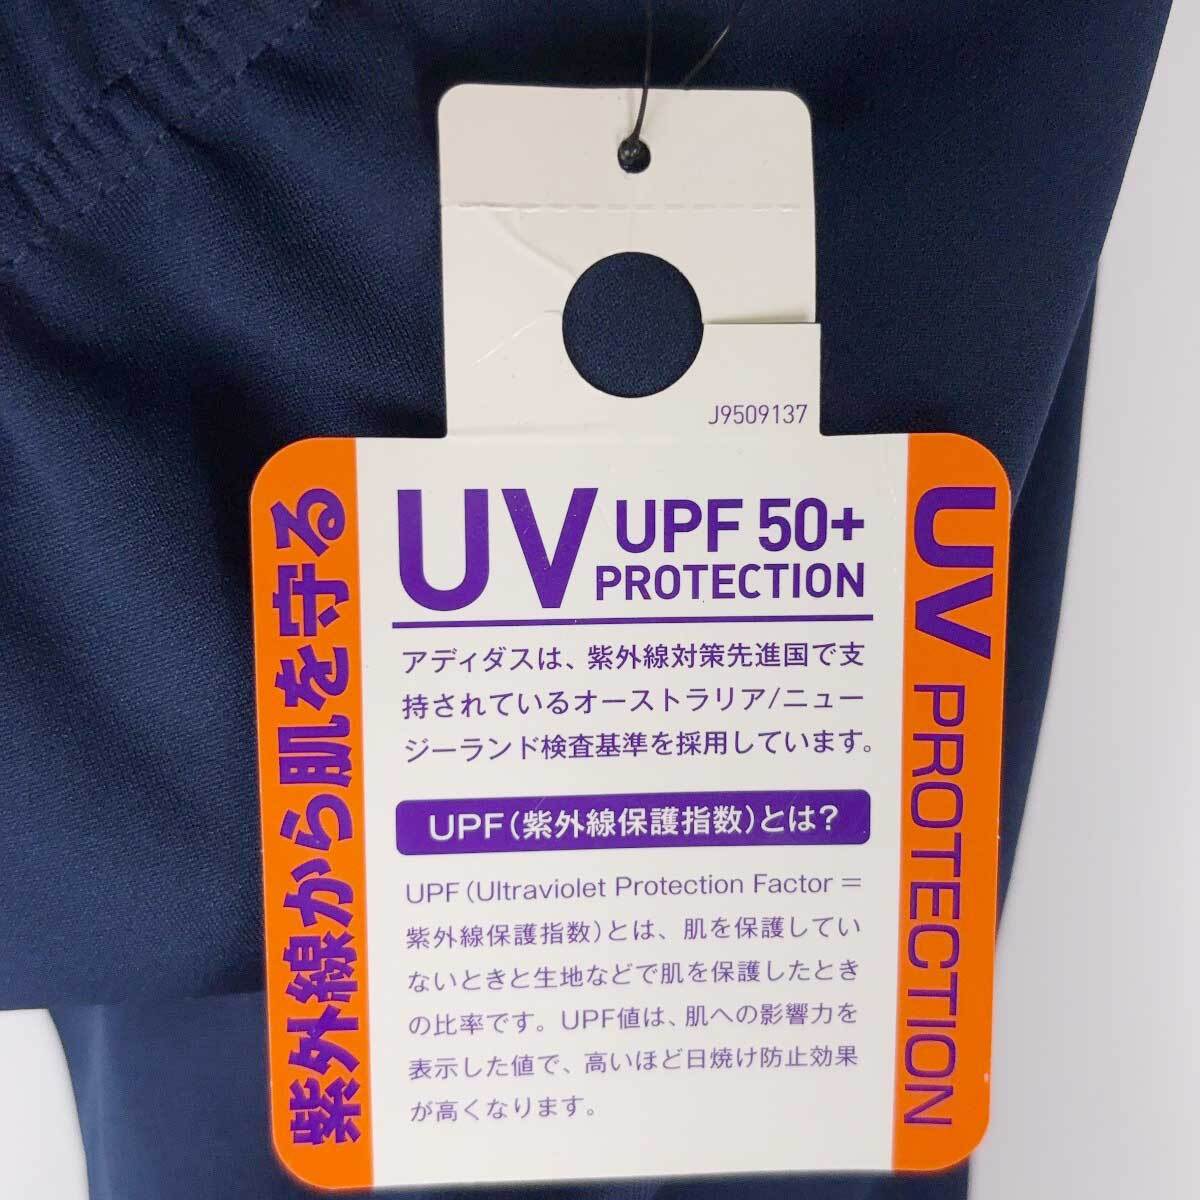 J9509137
紫外線から肌を守る
UV UPF 50+
PROTECTION
アディダスは、紫外線対策先進国で支
持されているオーストラリア/ニュー
ジーランド検査基準を採用しています。
UPF(紫外線保護指数)とは?
UPF(Ultraviolet Protection Factor＝
紫外線保護指数)とは、肌を保護してい
ないときと生地などで肌を保護したとき
の比率です。UPF値は、肌への影響力を
表示した値で、高いほど日焼け防止効果
が高くなります。
UV PROTECTION